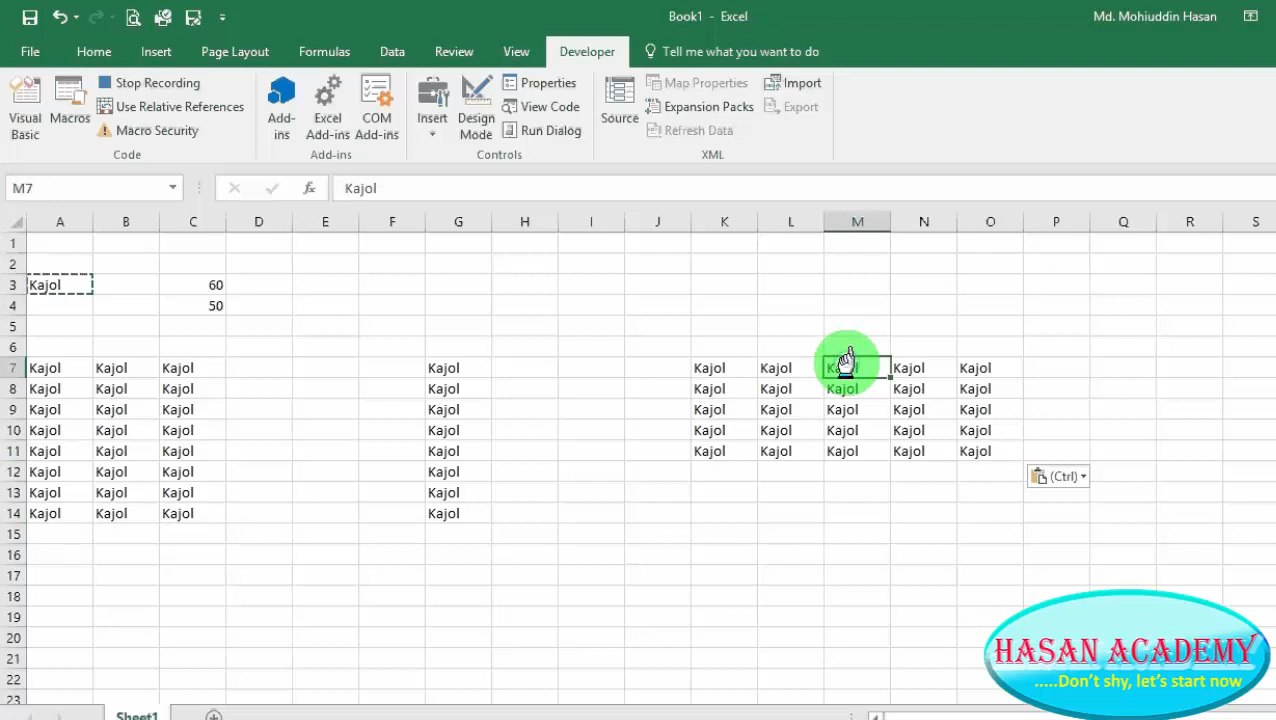 Book1 - Excel
Md. Mohiuddin Hasan
File Home Insert Page Layout Formulas Data Review View Developer Tell me what you want to do
Visual Basic
Macros
Stop Recording
Use Relative References
Macro Security
Code
Add-ins
Excel Add-ins
COM Add-ins
Add-ins
Insert
Design Mode
Properties
View Code
Run Dialog
Controls
Source
Map Properties
Expansion Packs
Refresh Data
Import
Export
XML
M7 fx Kajol
A B C D E F G H I J K L M N O P Q R S
1
2
3 Kajol 60
4 50
5
6
7 Kajol Kajol Kajol Kajol Kajol Kajol Kajol Kajol
8 Kajol Kajol Kajol Kajol Kajol Kajol Kajol Kajol Kajol
9 Kajol Kajol Kajol Kajol Kajol Kajol Kajol Kajol Kajol
10 Kajol Kajol Kajol Kajol Kajol Kajol Kajol Kajol Kajol
11 Kajol Kajol Kajol Kajol Kajol Kajol Kajol Kajol Kajol
12 Kajol Kajol Kajol Kajol (Ctrl)
13 Kajol Kajol Kajol Kajol
14 Kajol Kajol Kajol Kajol
15
16
17
18
19
20
21
22
23
HASAN ACADEMY
.....Don't shy, let's start now
Sheet1